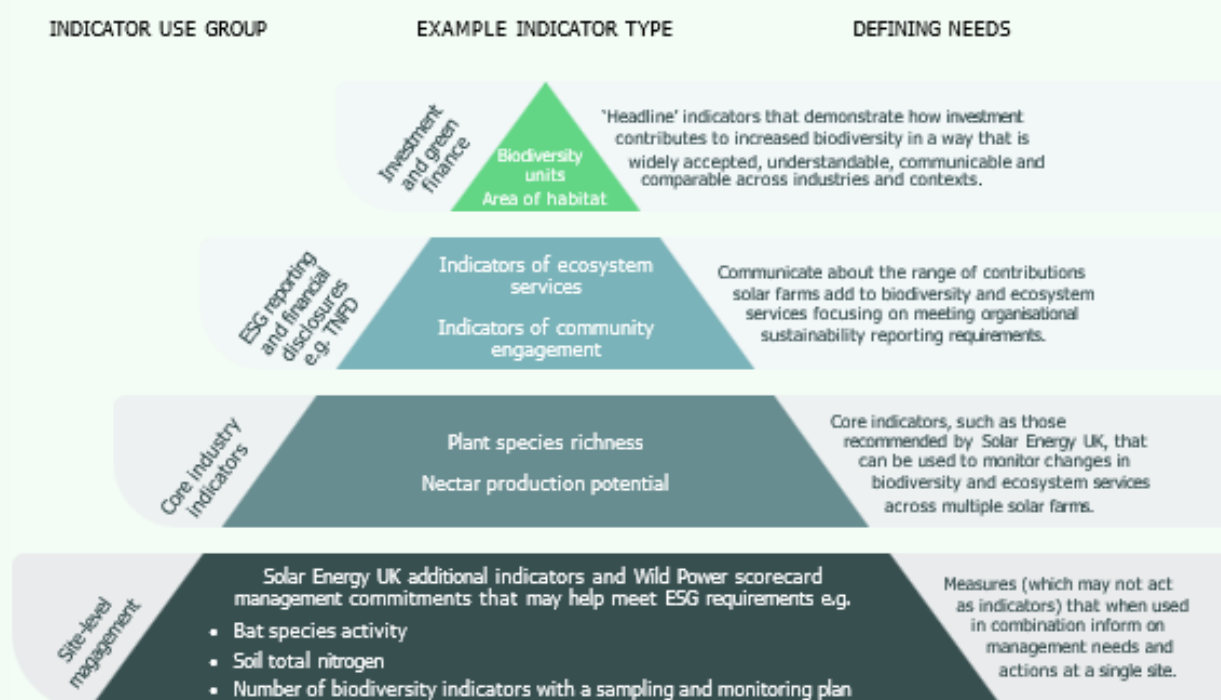 INDICATOR USE GROUP
EXAMPLE INDICATOR TYPE
DEFINING NEEDS
Investment
and green
finance
Biodiversity
units
Area of habitat
'Headline' indicators that demonstrate how investment
contributes to increased biodiversity in a way that is
widely accepted, understandable, communicable and
comparable across industries and contexts.
ESG reporting
and financial
disclosures
e.g. TNFD
Indicators of ecosystem
services
Indicators of community
engagement
Communicate about the range of contributions
solar farms add to biodiversity and ecosystem
services focusing on meeting organisational
sustainability reporting requirements.
Core industry
indicators
Plant species richness
Nectar production potential
Core indicators, such as those
recommended by Solar Energy UK, that
can be used to monitor changes in
biodiversity and ecosystem services
across multiple solar farms.
Site-level
magagement
Solar Energy UK additional indicators and Wild Power scorecard
management commitments that may help meet ESG requirements e.g.
• Bat species activity
• Soil total nitrogen
• Number of biodiversity indicators with a sampling and monitoring plan
Measures (which may not act
as indicators) that when used
in combination inform on
management needs and
actions at a single site.